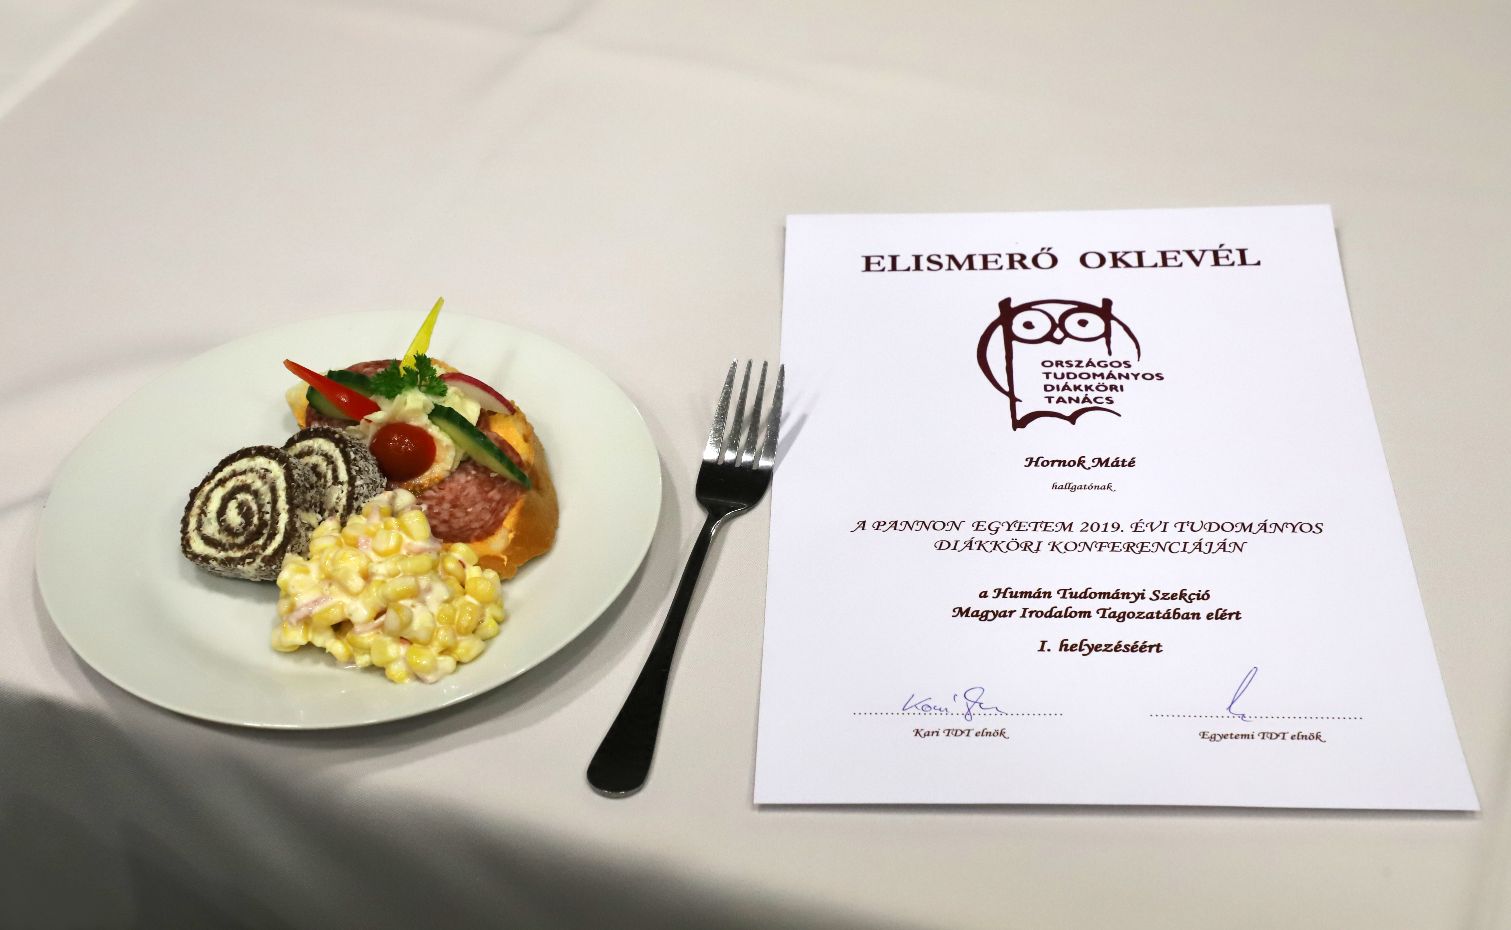 ELISMERŐ OKLEVÉL
ORSZÁGOS
TUDOMÁNYOS
DIÁKKÖRI
TANÁCS
Hornok Máté
hallgatónak
A PANNON EGYETEM 2019. ÉVI TUDOMÁNYOS
DIÁKKÖRI KONFERENCIÁJÁN
a Humán Tudományi Szekció
Magyar Irodalom Tagozatában elért
I. helyezéséért
Kari TDT elnök
Egyetemi TDT elnök